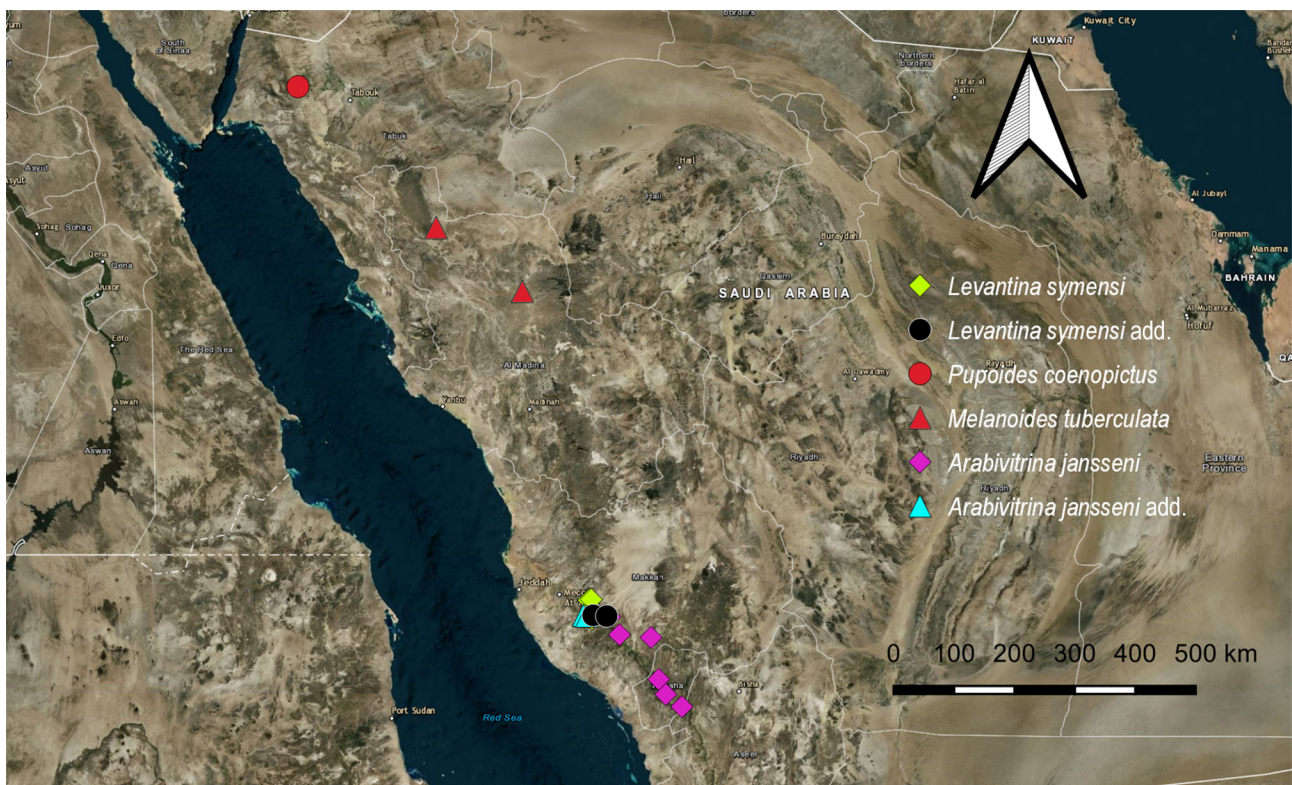 borders
Kuwait City
KUWAIT
South
of Sinaa
Northern
borders
Hafar al
Batin
Tabouk
Tabuk
Asyut
Hail
Hail
Al Jubayl
Sohag
Sohag
Buraydah
Dammam
Manama
Qena
Qena
Qassim
BAHRAIN
Luxor
SAUDI ARABIA
Levantina symensi
Al Mubarraz
Hofuf
Levantina symensi add.
Edfo
The Red Sea
Al Madina
Riyadh
Al Dawadmy
Pupoides coenopictus
Aswan
Yanbu
Madinah
Melanoides tuberculata
Aswan
Riyadh
Arabivitrina jansseni
Eastern
Province
Riyadh
Arabivitrina jansseni add.
Jeddah
Makkah
0 100 200 300 400 500 km
Bisha
Port Sudan
Red Sea
Aseer